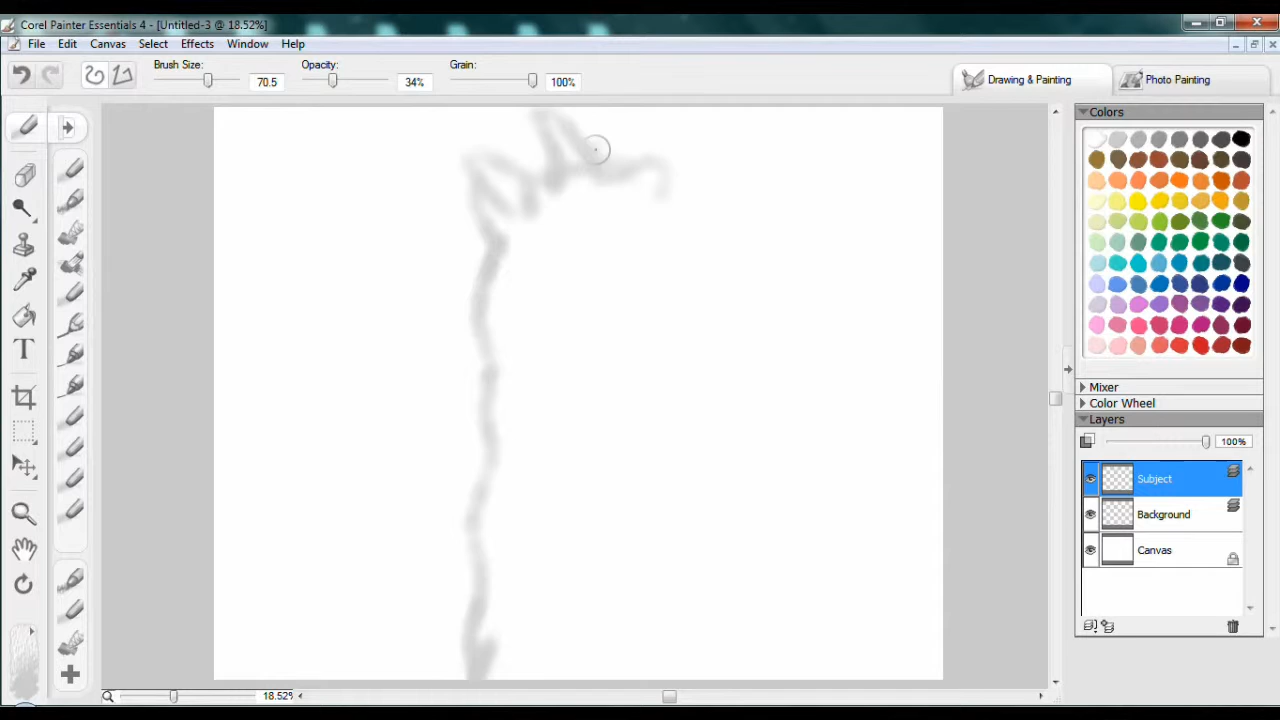 Corel Painter Essentials 4 - [Untitled-3 @ 18.52%]
File Edit Canvas Select Effects Window Help
Brush Size: 70.5 Opacity: 34% Grain: 100%
Drawing & Painting Photo Painting
Colors
Mixer
Color Wheel
Layers
100%
Subject
Background
Canvas
18.52%